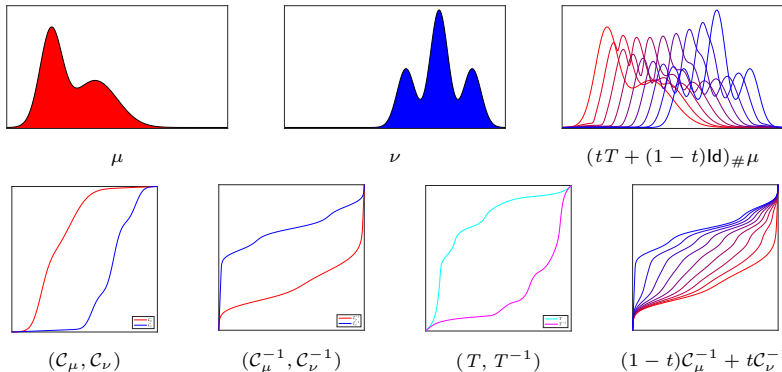 μ
ν
(tT + (1 − t)Id)#μ
(Cμ, Cν)
(Cμ⁻¹, Cν⁻¹)
(T, T⁻¹)
(1 − t)Cμ⁻¹ + tCν⁻